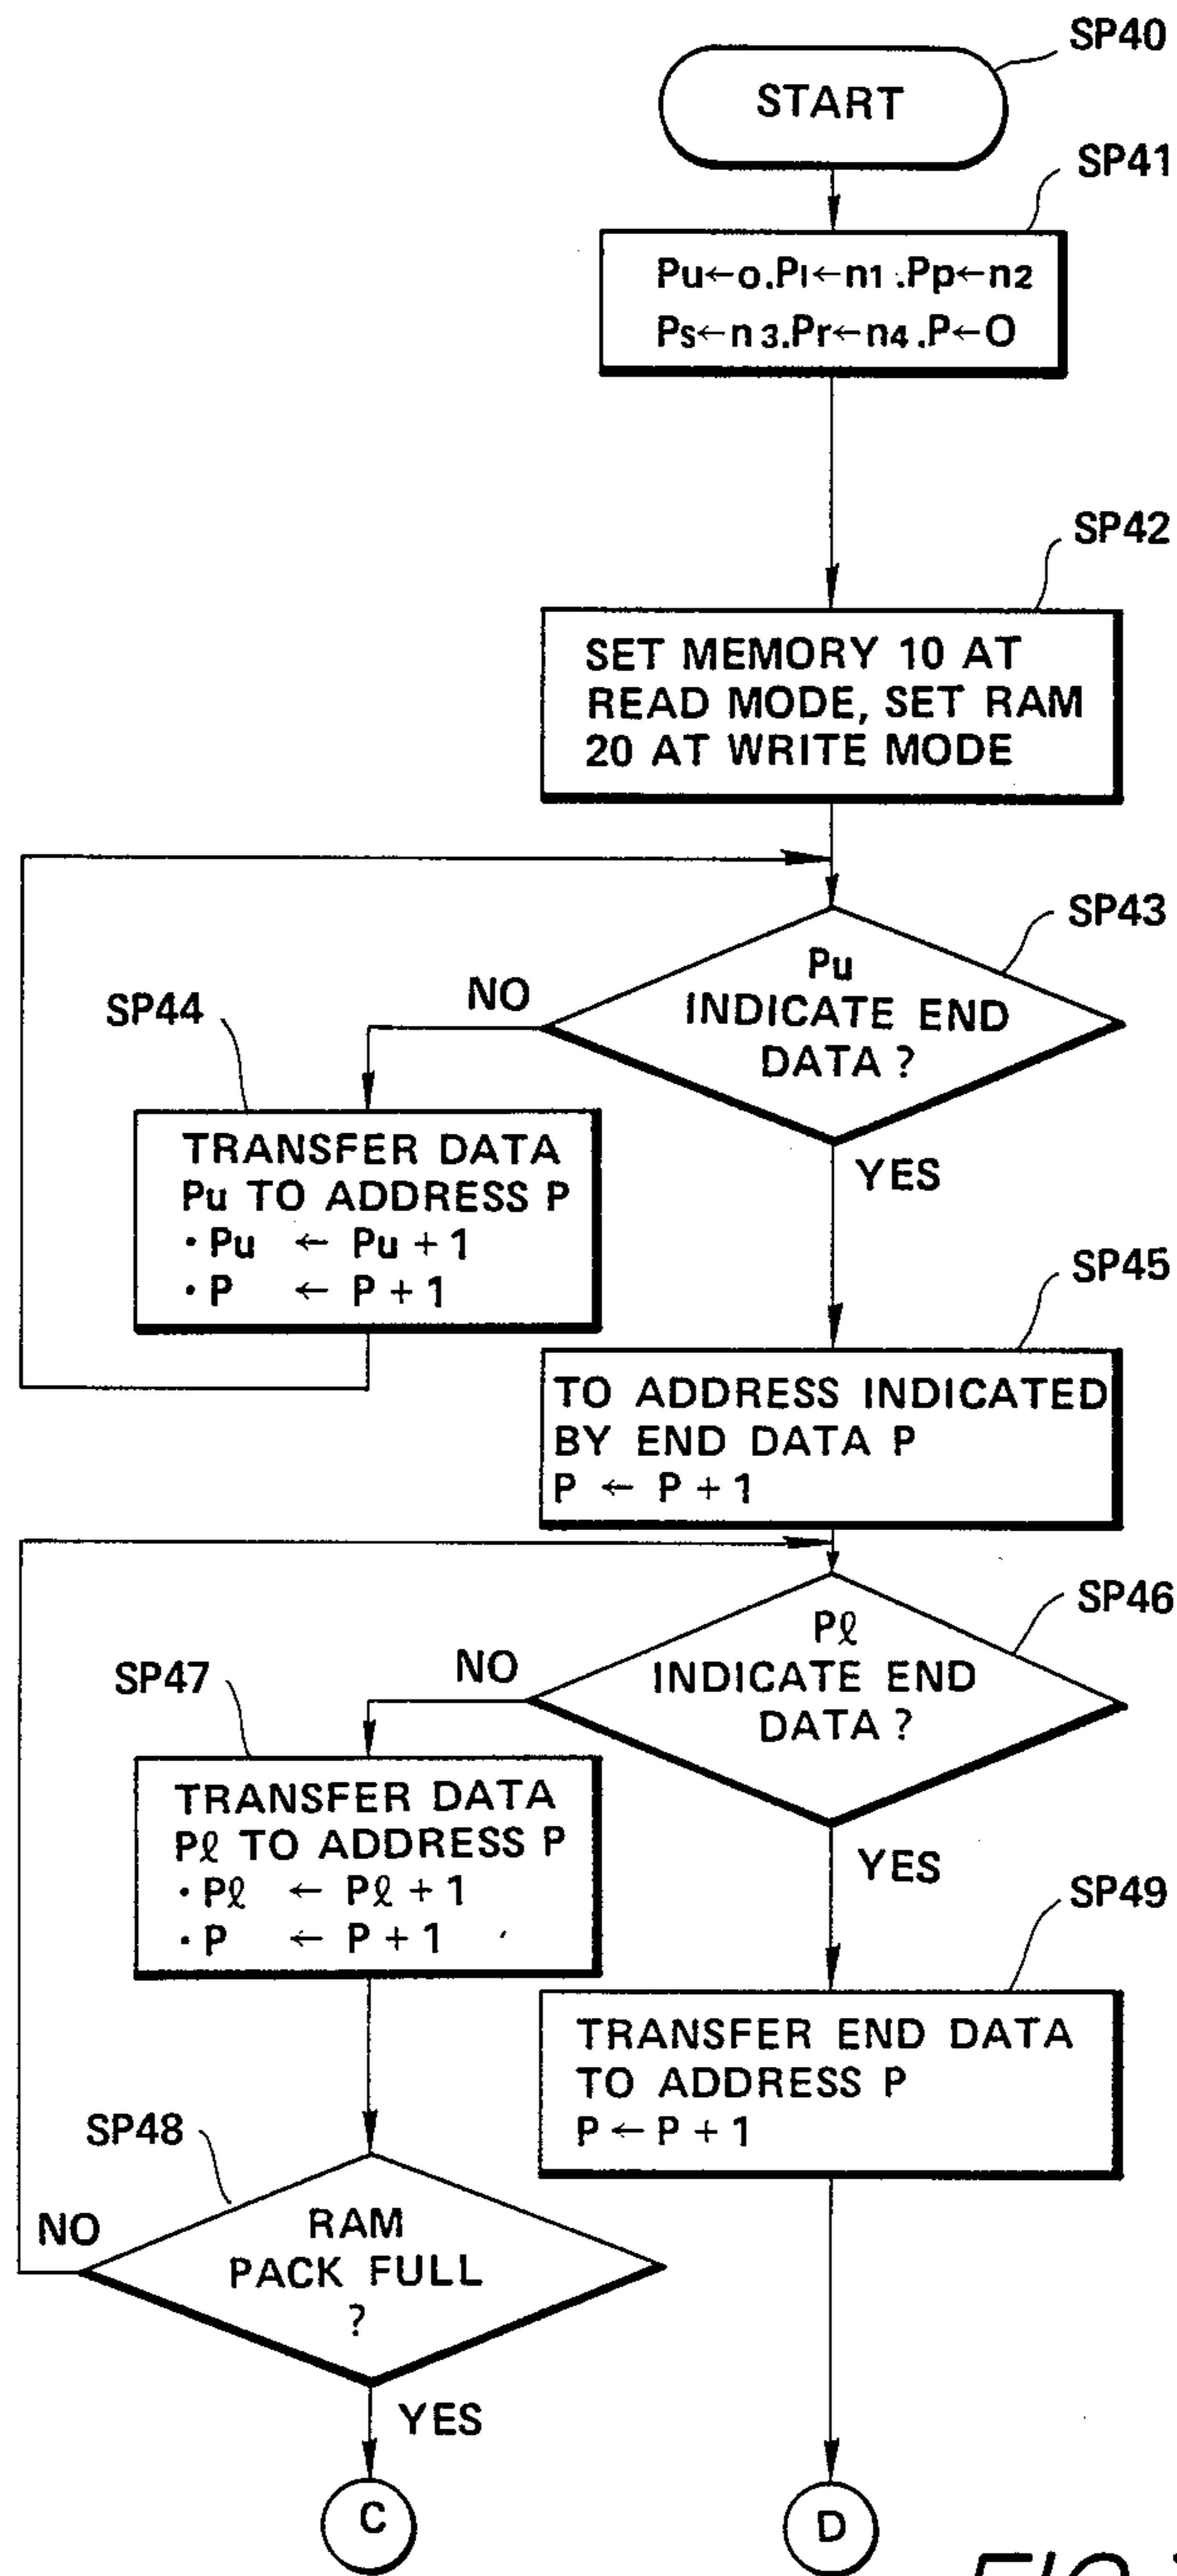 SP40
START
SP41
Pu←o.Pl←n1.Pp←n2
Ps←n3.Pr←n4.P←O
SP42
SET MEMORY 10 AT
READ MODE, SET RAM
20 AT WRITE MODE
SP43
Pu
INDICATE END
DATA ?
NO
SP44
TRANSFER DATA
Pu TO ADDRESS P
· Pu ← Pu + 1
· P ← P + 1
YES
SP45
TO ADDRESS INDICATED
BY END DATA P
P ← P + 1
SP46
Pℓ
INDICATE END
DATA ?
NO
SP47
TRANSFER DATA
Pℓ TO ADDRESS P
· Pℓ ← Pℓ + 1
· P ← P + 1
YES
SP49
TRANSFER END DATA
TO ADDRESS P
P ← P + 1
SP48
RAM
PACK FULL
?
NO
YES
C
D